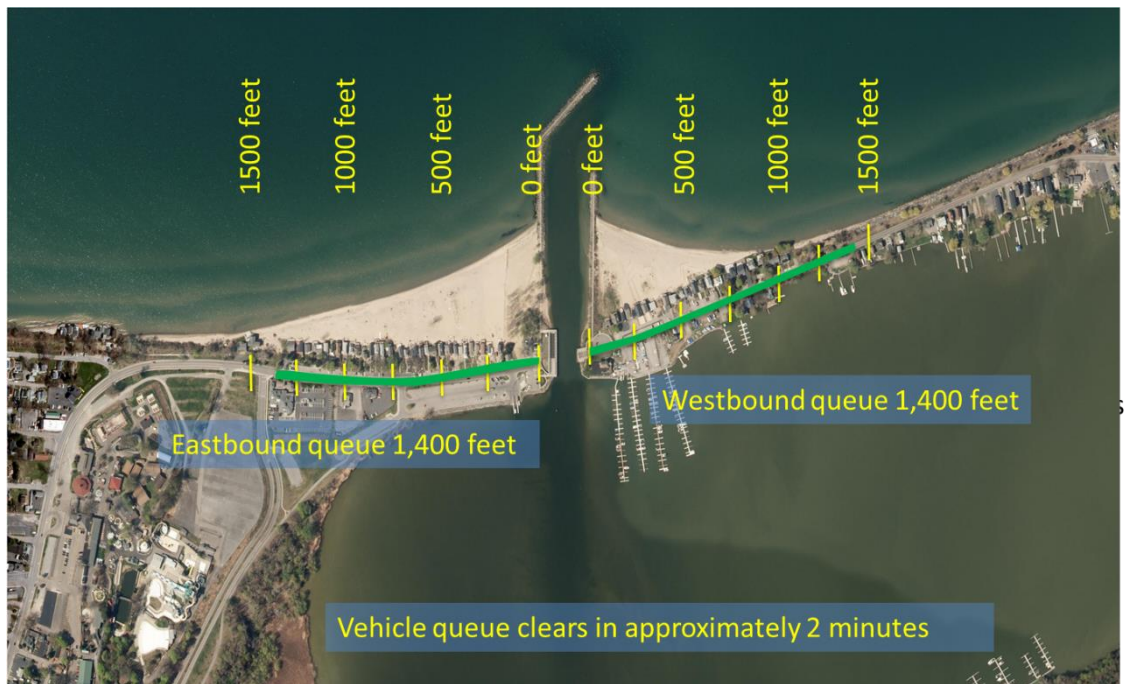 1500 feet
1000 feet
500 feet
0 feet
0 feet
500 feet
1000 feet
1500 feet
Westbound queue 1,400 feet
s
Eastbound queue 1,400 feet
Vehicle queue clears in approximately 2 minutes